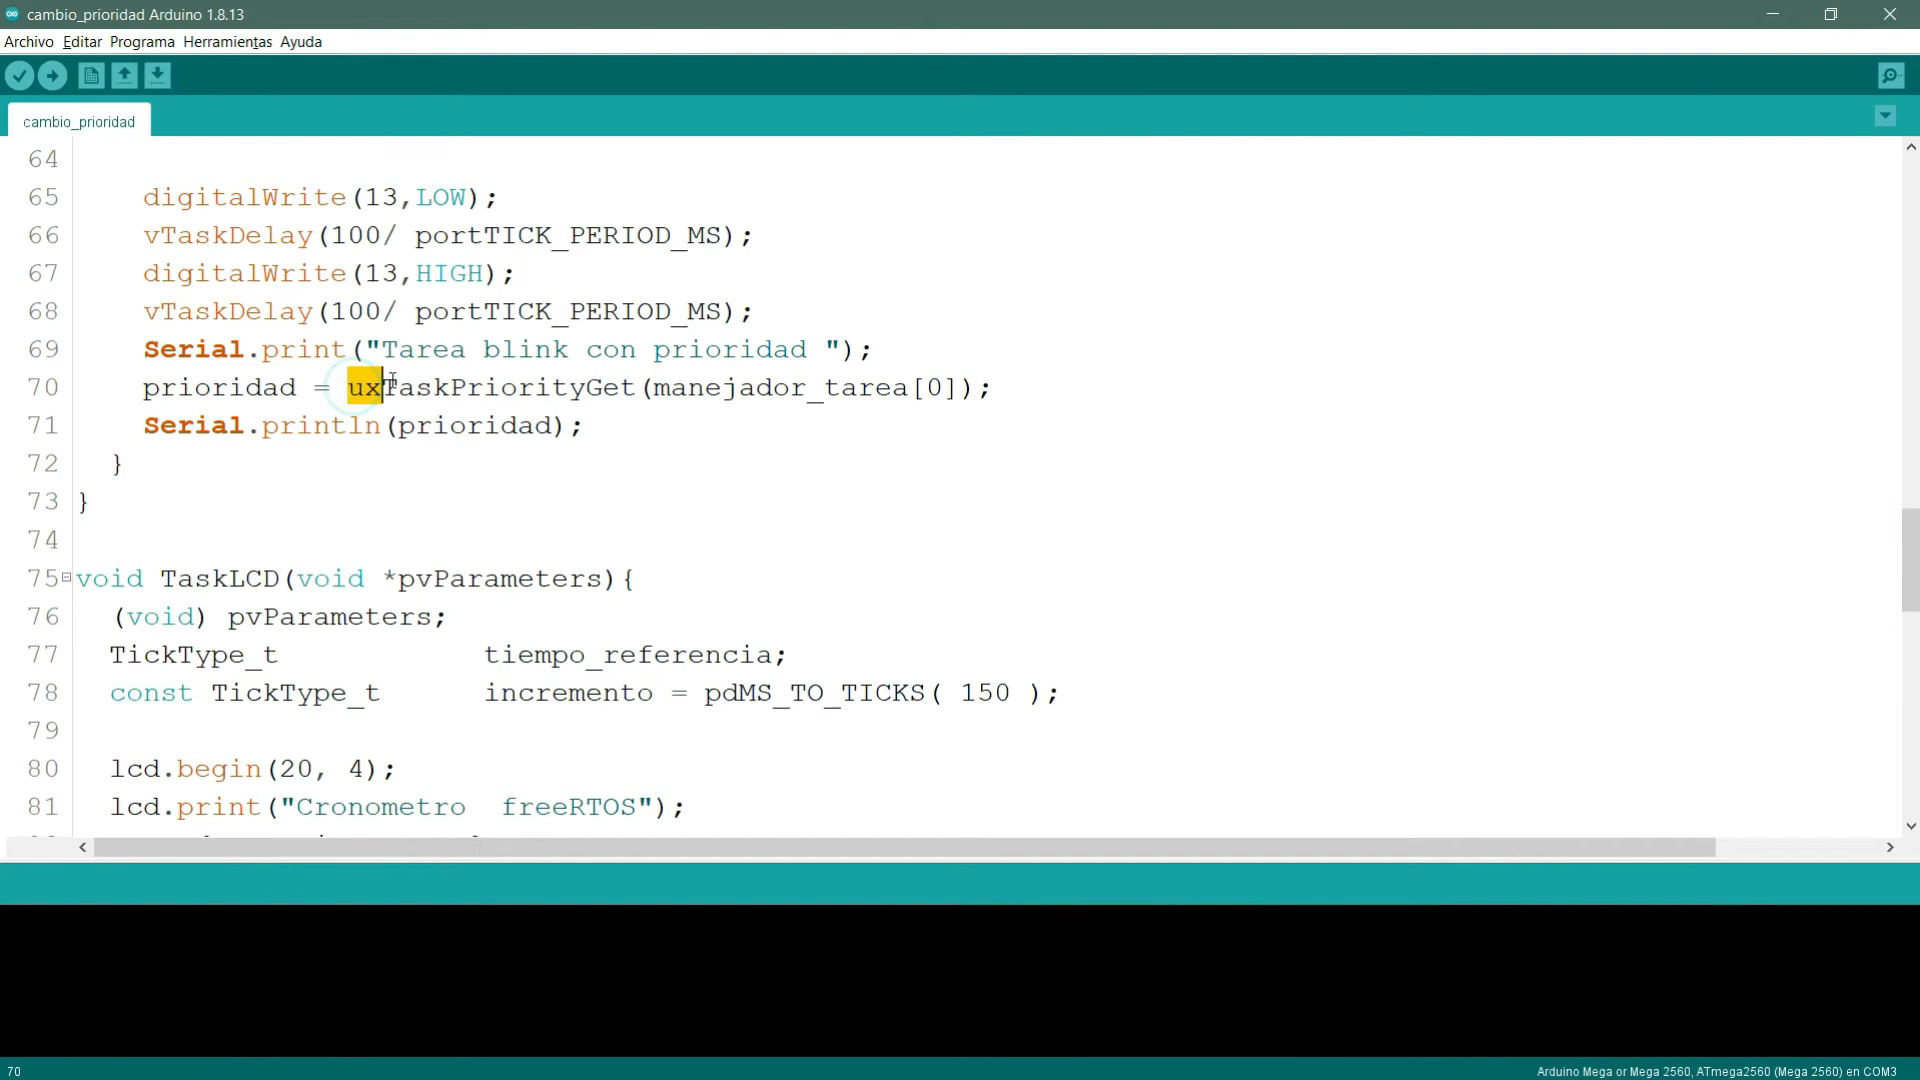 cambio_prioridad Arduino 1.8.13
Archivo Editar Programa Herramientas Ayuda
cambio_prioridad
64
65 digitalWrite(13,LOW);
66 vTaskDelay(100/ portTICK_PERIOD_MS);
67 digitalWrite(13,HIGH);
68 vTaskDelay(100/ portTICK_PERIOD_MS);
69 Serial.print("Tarea blink con prioridad ");
70 prioridad = uxTaskPriorityGet(manejador_tarea[0]);
71 Serial.println(prioridad);
72 }
73 }
74
75 void TaskLCD(void *pvParameters){
76 (void) pvParameters;
77 TickType_t tiempo_referencia;
78 const TickType_t incremento = pdMS_TO_TICKS( 150 );
79
80 lcd.begin(20, 4);
81 lcd.print("Cronometro  freeRTOS");
70 Arduino Mega or Mega 2560, ATmega2560 (Mega 2560) en COM3